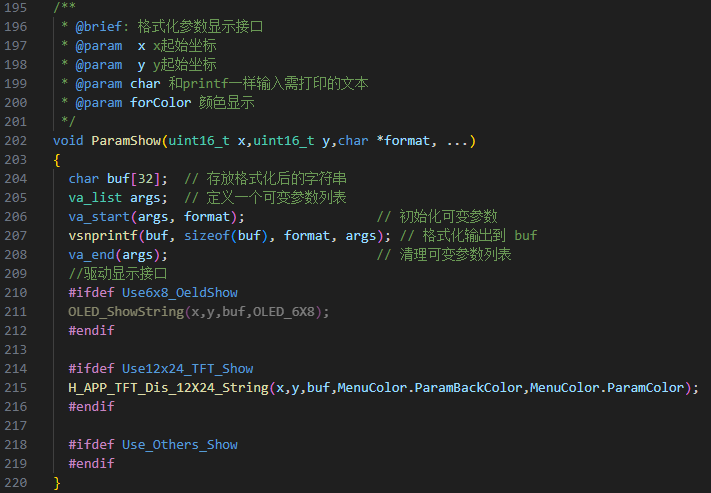 195 /**
196  * @brief: 格式化参数显示接口
197  * @param  x x起始坐标
198  * @param  y y起始坐标
199  * @param char 和printf一样输入需打印的文本
200  * @param forColor 颜色显示
201  */
202 void ParamShow(uint16_t x,uint16_t y,char *format, ...)
203 {
204   char buf[32];  // 存放格式化后的字符串
205   va_list args;  // 定义一个可变参数列表
206   va_start(args, format);                // 初始化可变参数
207   vsnprintf(buf, sizeof(buf), format, args); // 格式化输出到 buf
208   va_end(args);                          // 清理可变参数列表
209   //驱动显示接口
210   #ifdef Use6x8_OeldShow
211   OLED_ShowString(x,y,buf,OLED_6X8);
212   #endif
213
214   #ifdef Use12x24_TFT_Show
215   H_APP_TFT_Dis_12X24_String(x,y,buf,MenuColor.ParamBackColor,MenuColor.ParamColor);
216   #endif
217
218   #ifdef Use_Others_Show
219   #endif
220 }